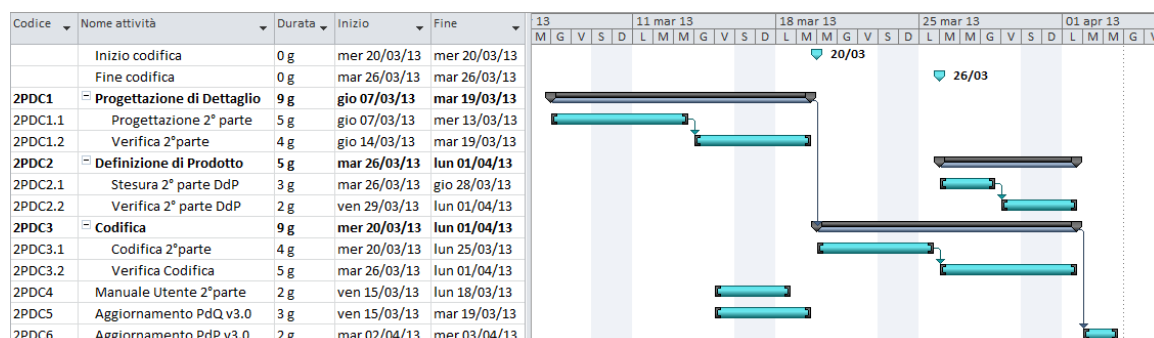 Codice Nome attività Durata Inizio Fine 13 11 mar 13 18 mar 13 25 mar 13 01 apr 13
M G V S D L M M G V S D L M M G V S D L M M G V S D L M M G V
Inizio codifica 0 g mer 20/03/13 mer 20/03/13 20/03
Fine codifica 0 g mar 26/03/13 mar 26/03/13 26/03
2PDC1 Progettazione di Dettaglio 9 g gio 07/03/13 mar 19/03/13
2PDC1.1 Progettazione 2° parte 5 g gio 07/03/13 mer 13/03/13
2PDC1.2 Verifica 2°parte 4 g gio 14/03/13 mar 19/03/13
2PDC2 Definizione di Prodotto 5 g mar 26/03/13 lun 01/04/13
2PDC2.1 Stesura 2° parte DdP 3 g mar 26/03/13 gio 28/03/13
2PDC2.2 Verifica 2° parte DdP 2 g ven 29/03/13 lun 01/04/13
2PDC3 Codifica 9 g mer 20/03/13 lun 01/04/13
2PDC3.1 Codifica 2°parte 4 g mer 20/03/13 lun 25/03/13
2PDC3.2 Verifica Codifica 5 g mar 26/03/13 lun 01/04/13
2PDC4 Manuale Utente 2°parte 2 g ven 15/03/13 lun 18/03/13
2PDC5 Aggiornamento PdQ v3.0 3 g ven 15/03/13 mar 19/03/13
2PDC6 Aggiornamento PdP v3.0 2 g mar 02/04/13 mer 03/04/13